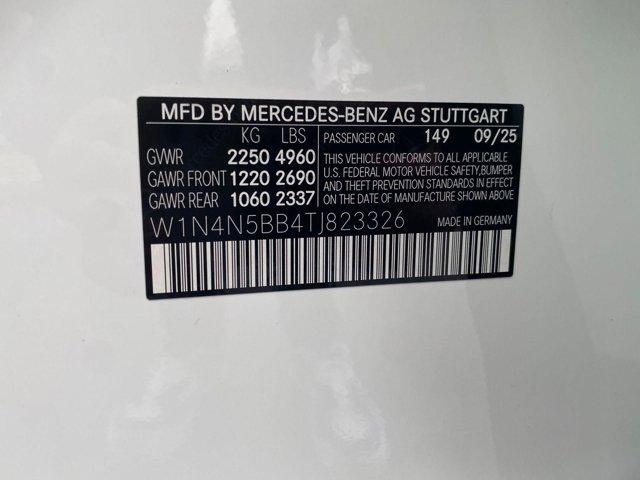 MFD BY MERCEDES-BENZ AG STUTTGART
KG LBS PASSENGER CAR 149 09/25
GVWR 2250 4960
GAWR FRONT 1220 2690
GAWR REAR 1060 2337
THIS VEHICLE CONFORMS TO ALL APPLICABLE
U.S. FEDERAL MOTOR VEHICLE SAFETY,BUMPER
AND THEFT PREVENTION STANDARDS IN EFFECT
ON THE DATE OF MANUFACTURE SHOWN ABOVE.
W1N4N5BB4TJ823326 MADE IN GERMANY